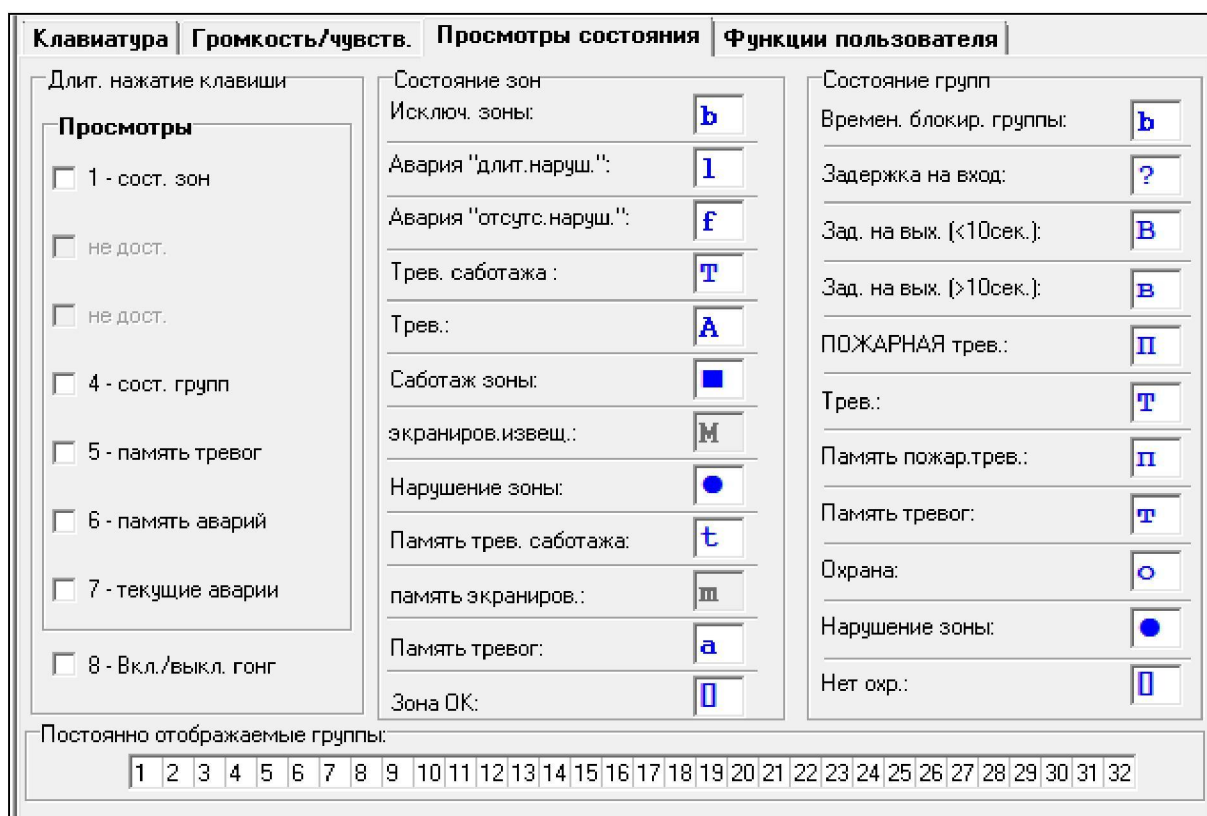 Клавиатура Громкость/чувств. Просмотры состояния Функции пользователя
Длит. нажатие клавиши
Просмотры
1 - сост. зон
не дост.
не дост.
4 - сост. групп
5 - память тревог
6 - память аварий
7 - текущие аварии
8 - Вкл./выкл. гонг
Состояние зон
Исключ. зоны: b
Авария "длит.наруш.": l
Авария "отсутс.наруш.": f
Трев. саботажа : T
Трев.: A
Саботаж зоны: ■
экраниров.извещ.: M
Нарушение зоны: ●
Память трев. саботажа: t
память экраниров.: m
Память тревог: a
Зона ОК: []
Состояние групп
Времен. блокир. группы: b
Задержка на вход: ?
Зад. на вых. (<10сек.): В
Зад. на вых. (>10сек.): в
ПОЖАРНАЯ трев.: П
Трев.: Т
Память пожар.трев.: п
Память тревог: т
Охрана: о
Нарушение зоны: ●
Нет охр.: []
Постоянно отображаемые группы:
1 2 3 4 5 6 7 8 9 10 11 12 13 14 15 16 17 18 19 20 21 22 23 24 25 26 27 28 29 30 31 32